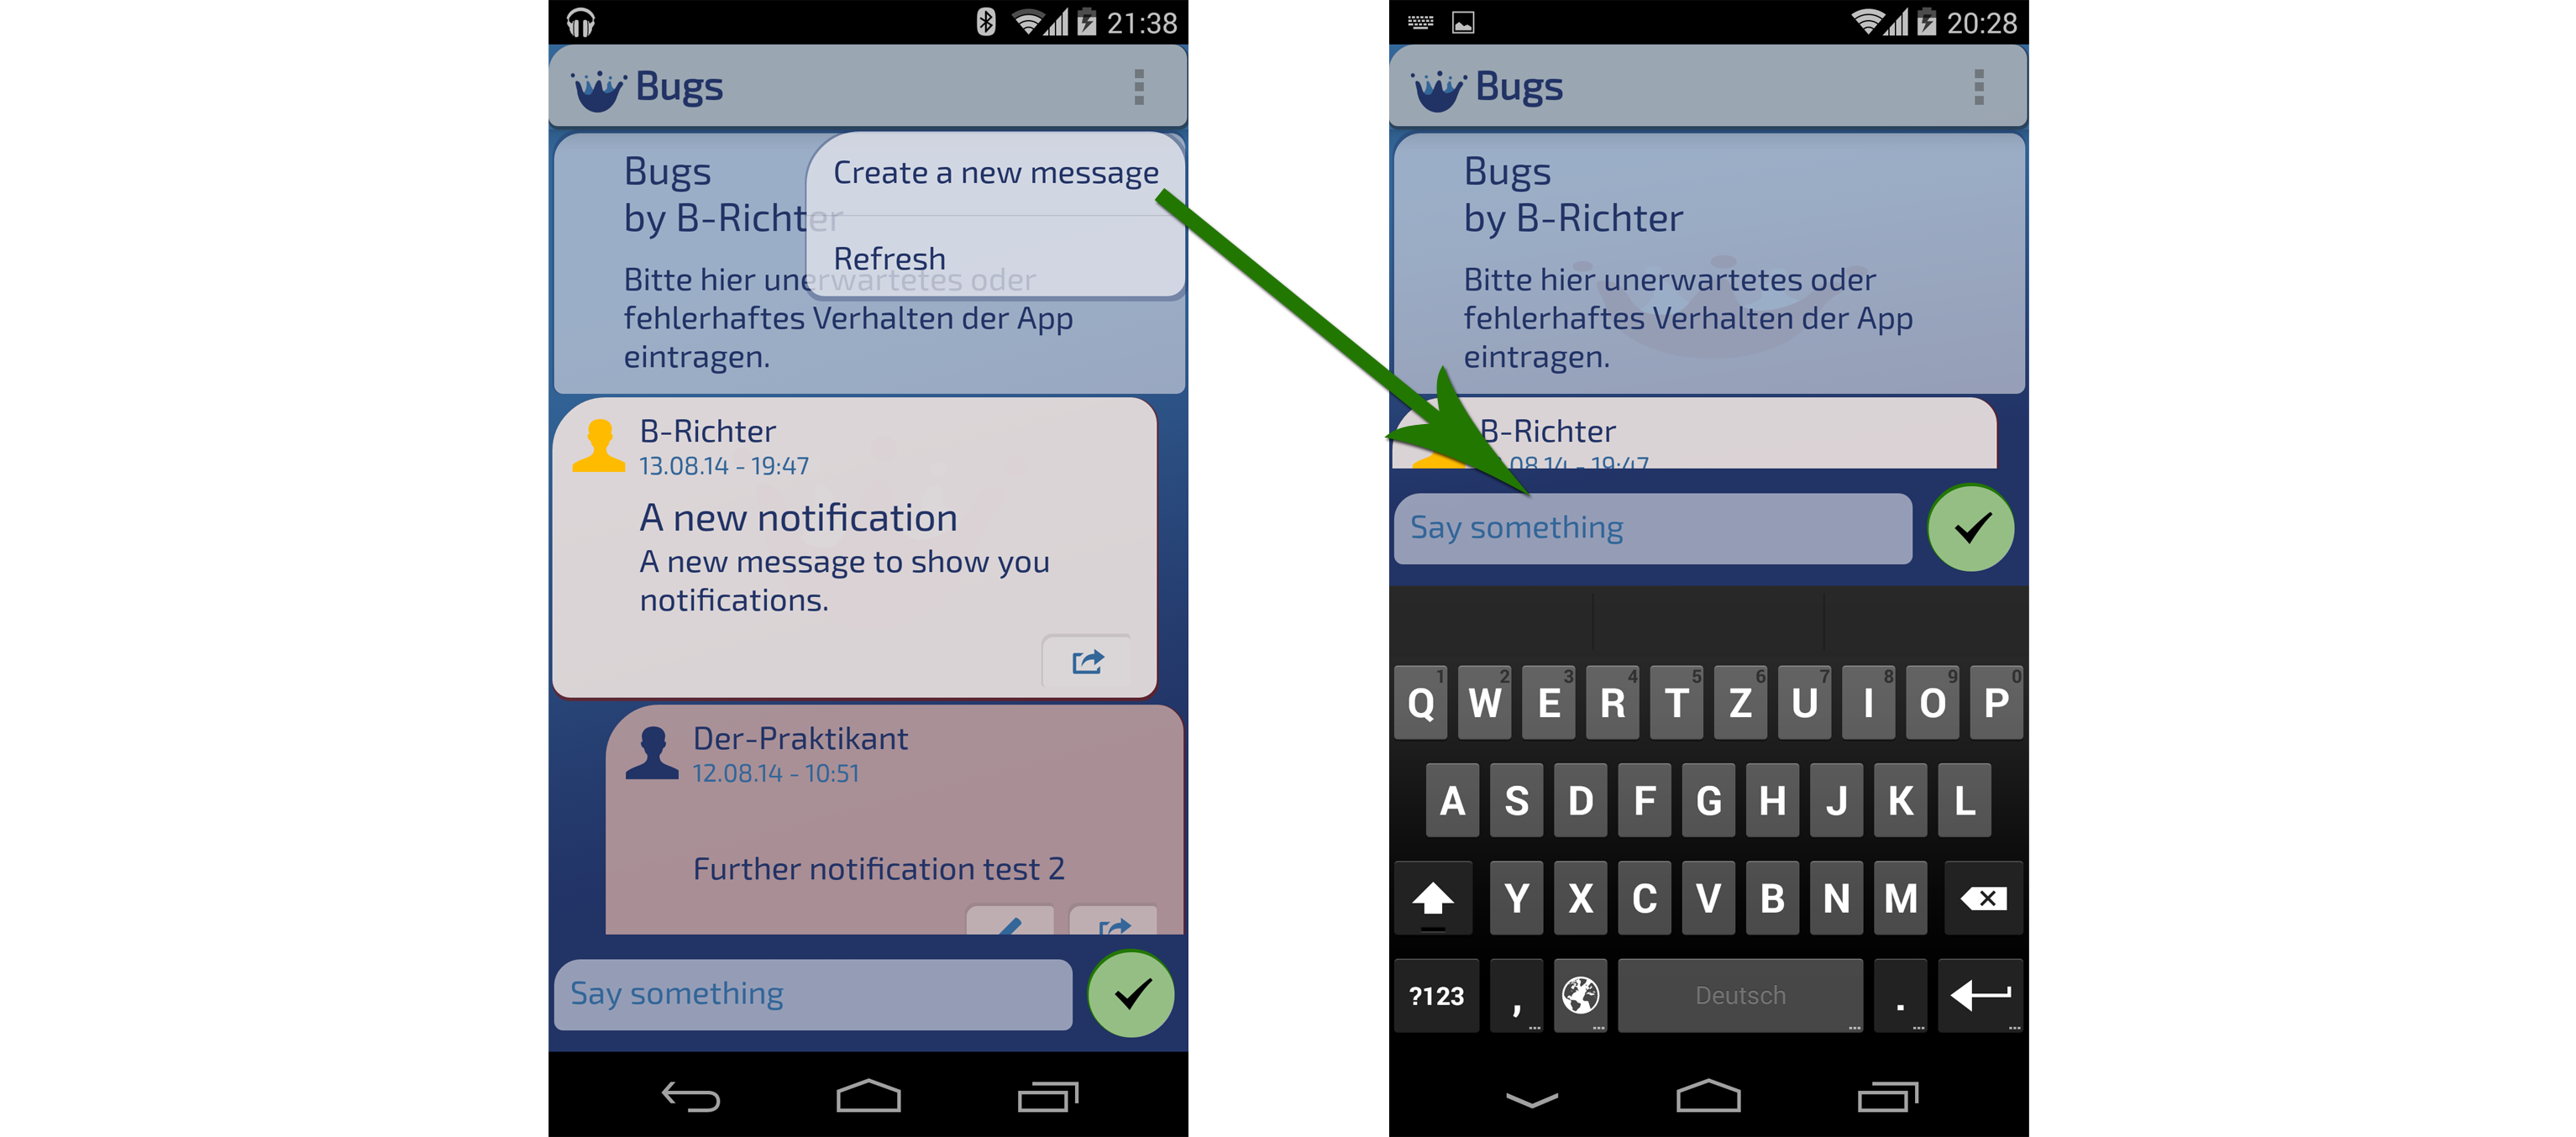 21:38
Bugs
Create a new message
Refresh
Bugs
by B-Richter
Bitte hier unerwartetes oder
fehlerhaftes Verhalten der App
eintragen.
B-Richter
13.08.14 - 19:47
A new notification
A new message to show you
notifications.
Der-Praktikant
12.08.14 - 10:51
Further notification test 2
Say something
20:28
Bugs
Bugs
by B-Richter
Bitte hier unerwartetes oder
fehlerhaftes Verhalten der App
eintragen.
B-Richter
.08.14 - 19:47
Say something
1 2 3 4 5 6 7 8 9 0
Q W E R T Z U I O P
A S D F G H J K L
Y X C V B N M
?123 , Deutsch .